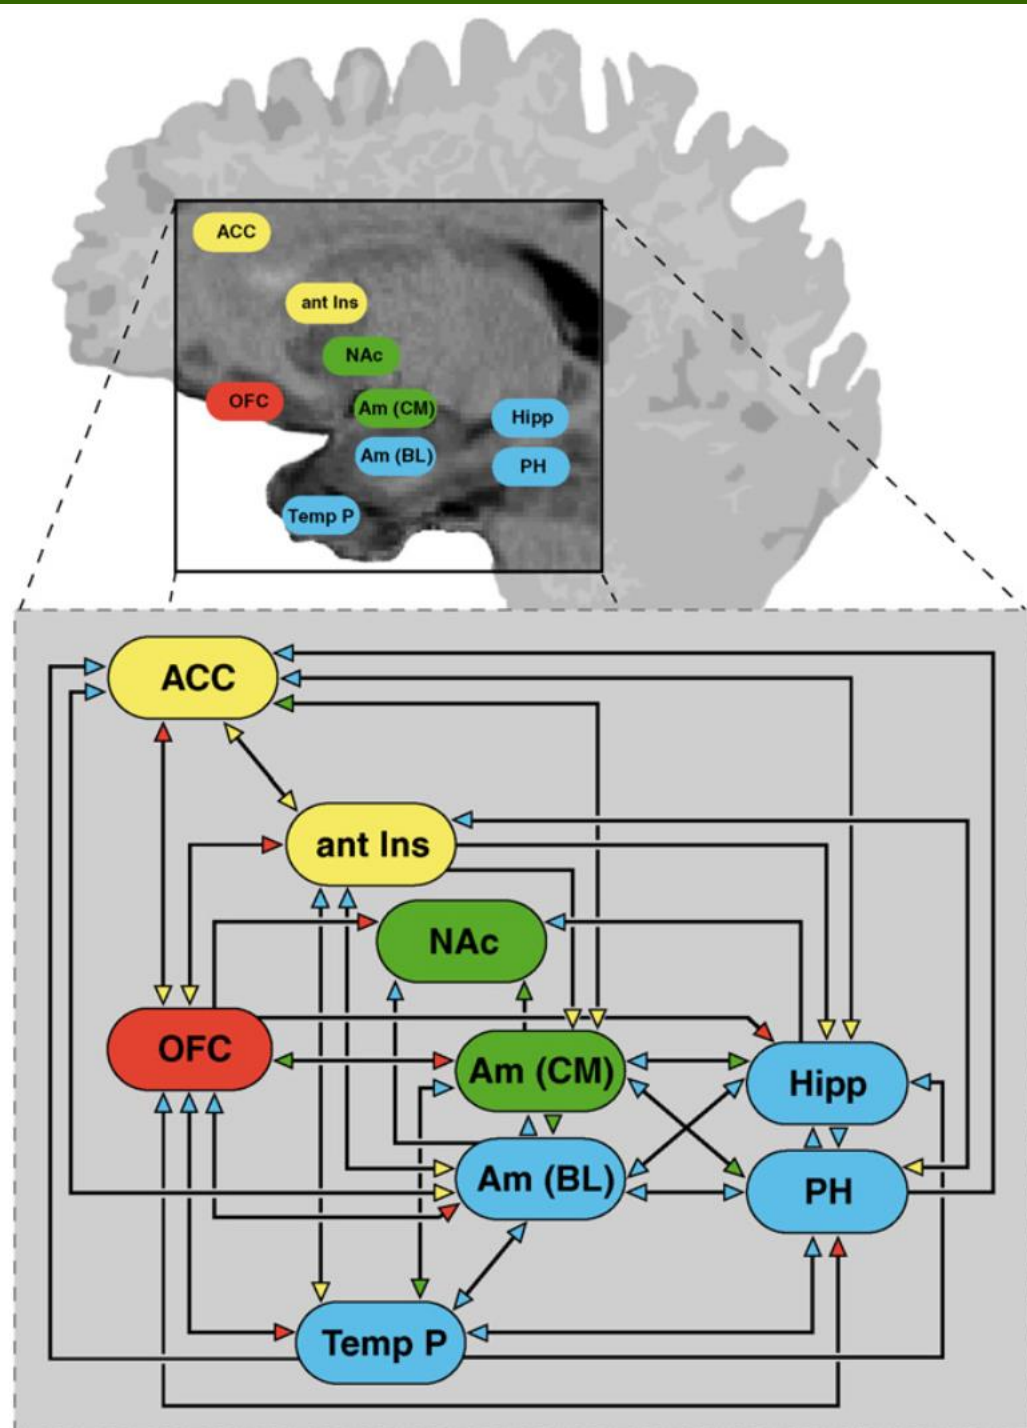 ACC
ant Ins
NAc
OFC
Am (CM)
Hipp
Am (BL)
PH
Temp P
ACC
ant Ins
NAc
OFC
Am (CM)
Hipp
Am (BL)
PH
Temp P